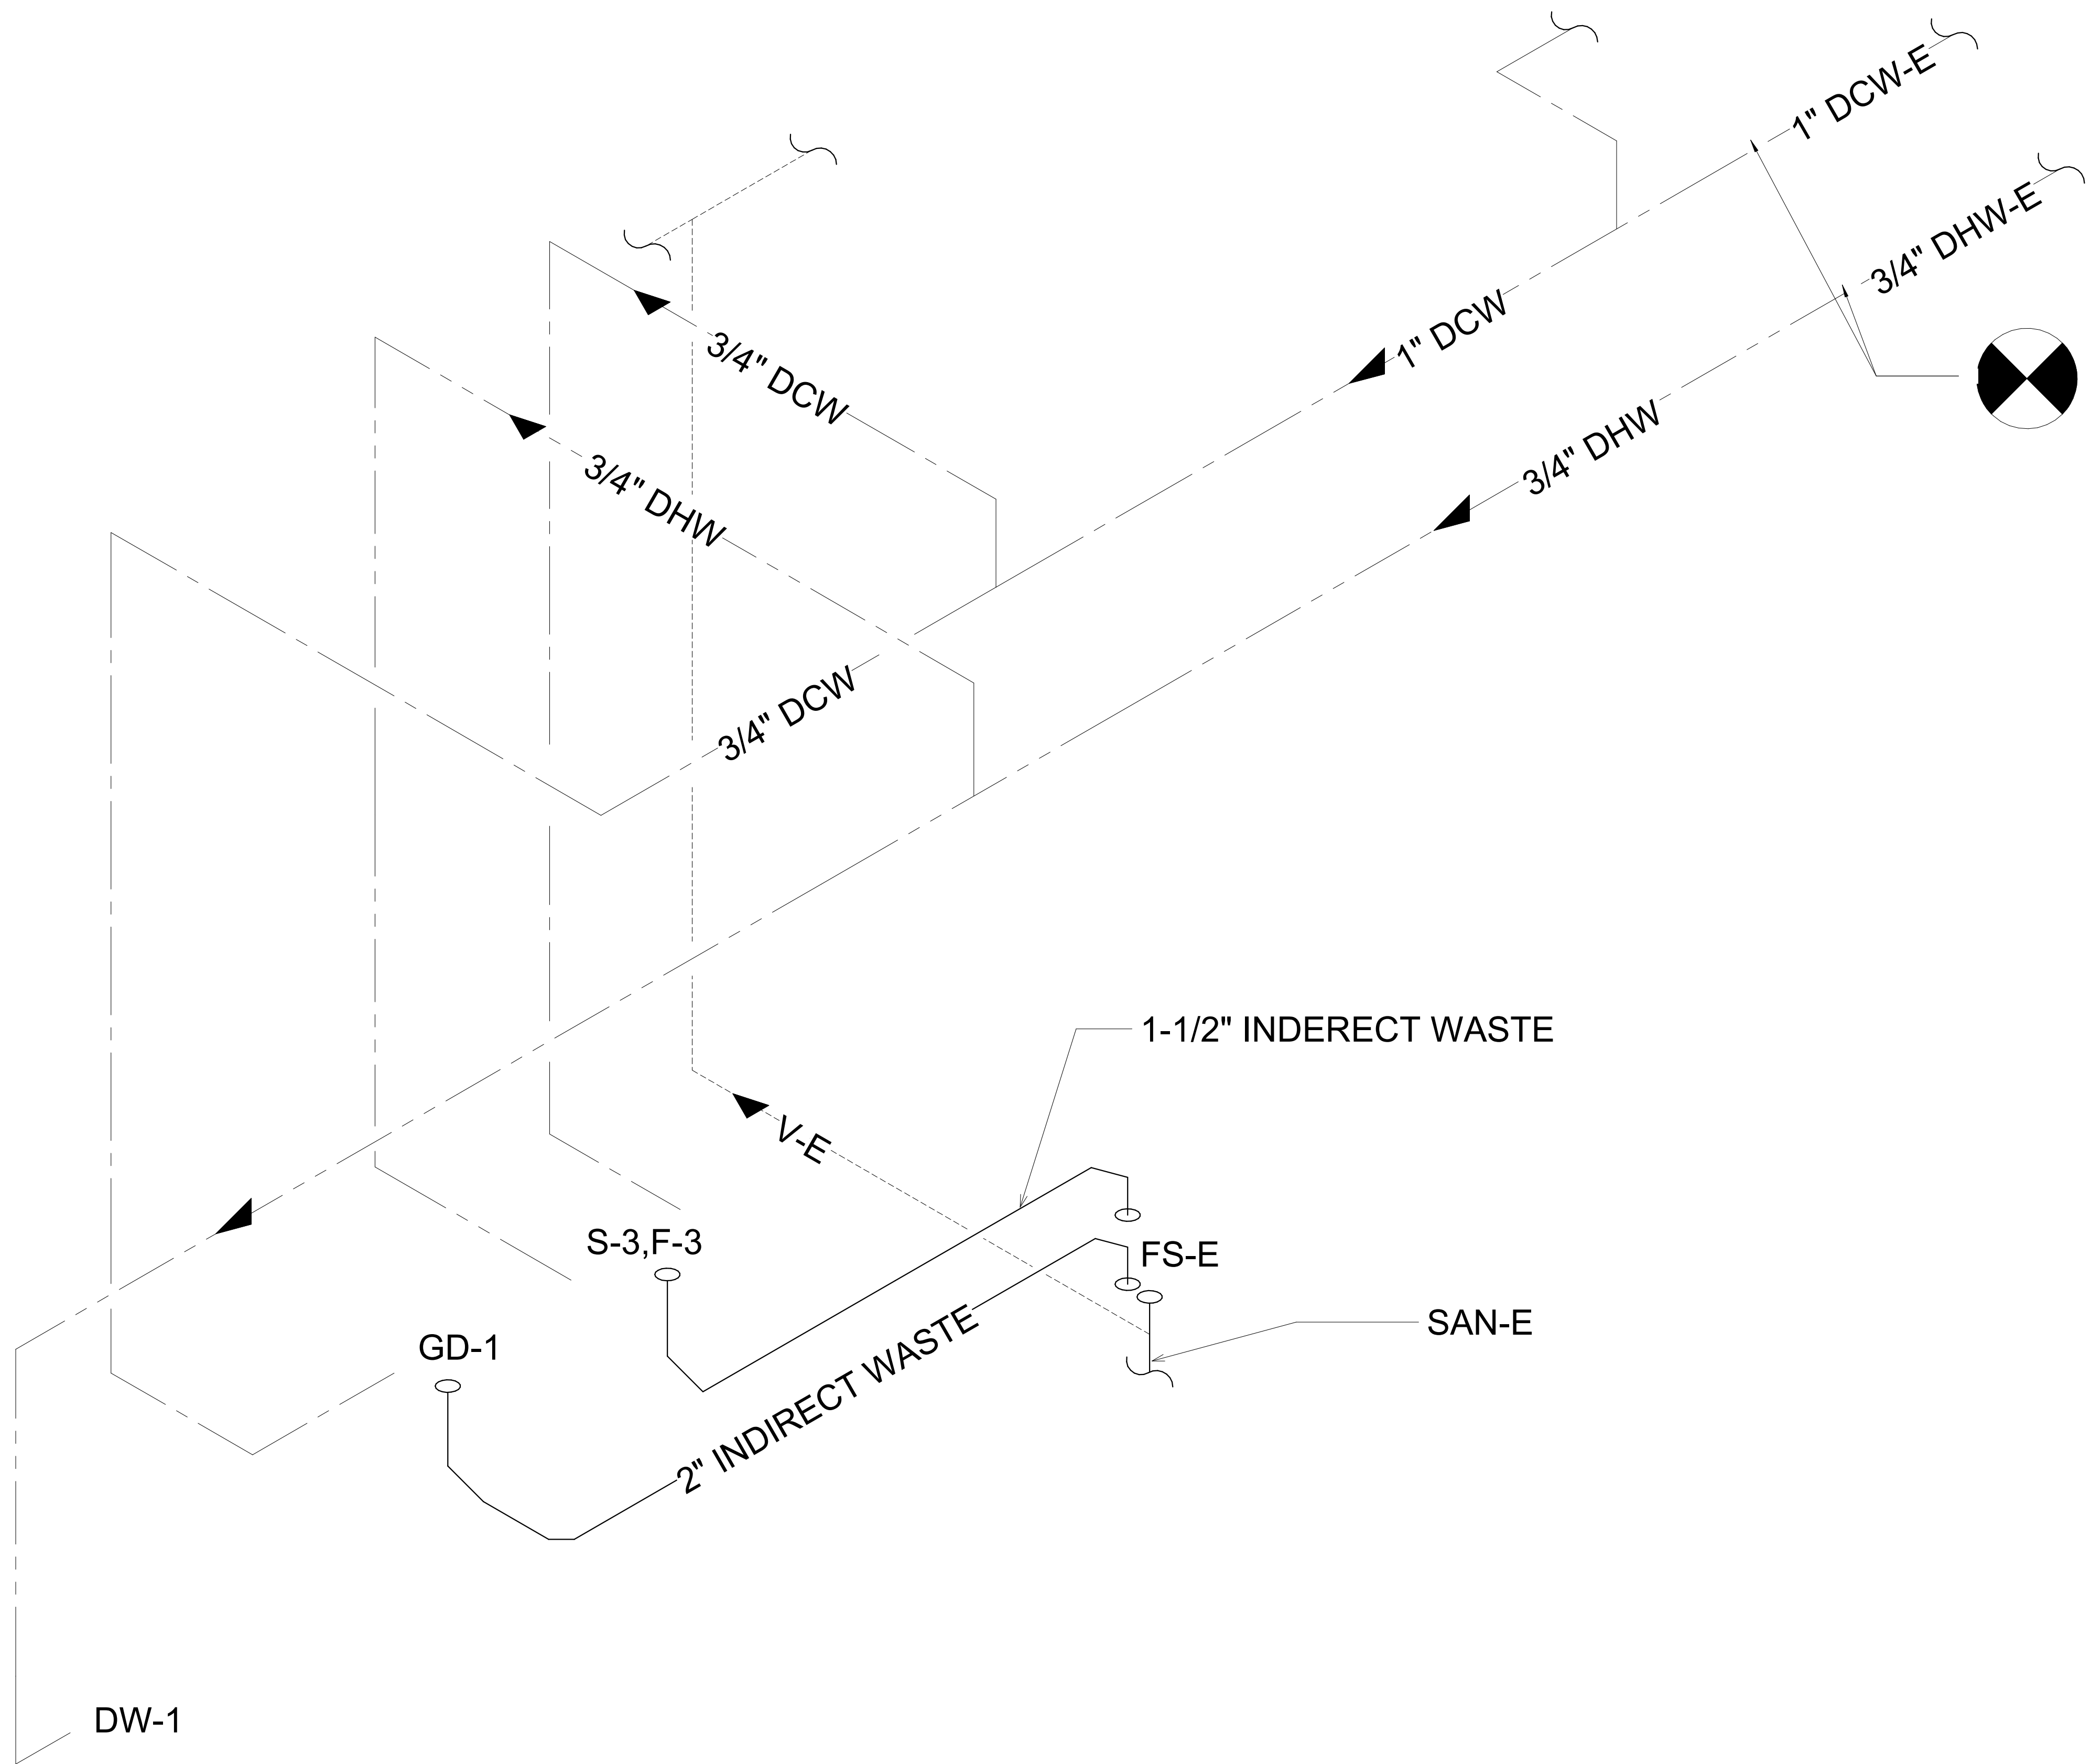 1" DCW-E
3/4" DHW-E
1" DCW
3/4" DCW
3/4" DHW
3/4" DHW
3/4" DCW
1-1/2" INDERECT WASTE
V-E
S-3,F-3
FS-E
SAN-E
GD-1
2" INDIRECT WASTE
DW-1